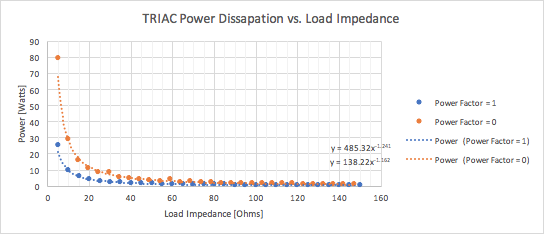 TRIAC Power Dissapation vs. Load Impedance
Power [Watts]
90
80
70
60
50
40
30
20
10
0
0 20 40 60 80 100 120 140 160
Load Impedance [Ohms]
y = 485.32x^-1.241
y = 138.22x^-1.162
Power Factor = 1
Power Factor = 0
Power (Power Factor = 1)
Power (Power Factor = 0)